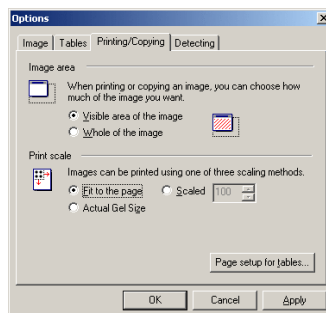 Options
Image Tables Printing/Copying Detecting
Image area
When printing or copying an image, you can choose how
much of the image you want.
Visible area of the image
Whole of the image
Print scale
Images can be printed using one of three scaling methods.
Fit to the page Scaled 100
Actual Gel Size
Page setup for tables...
OK Cancel Apply